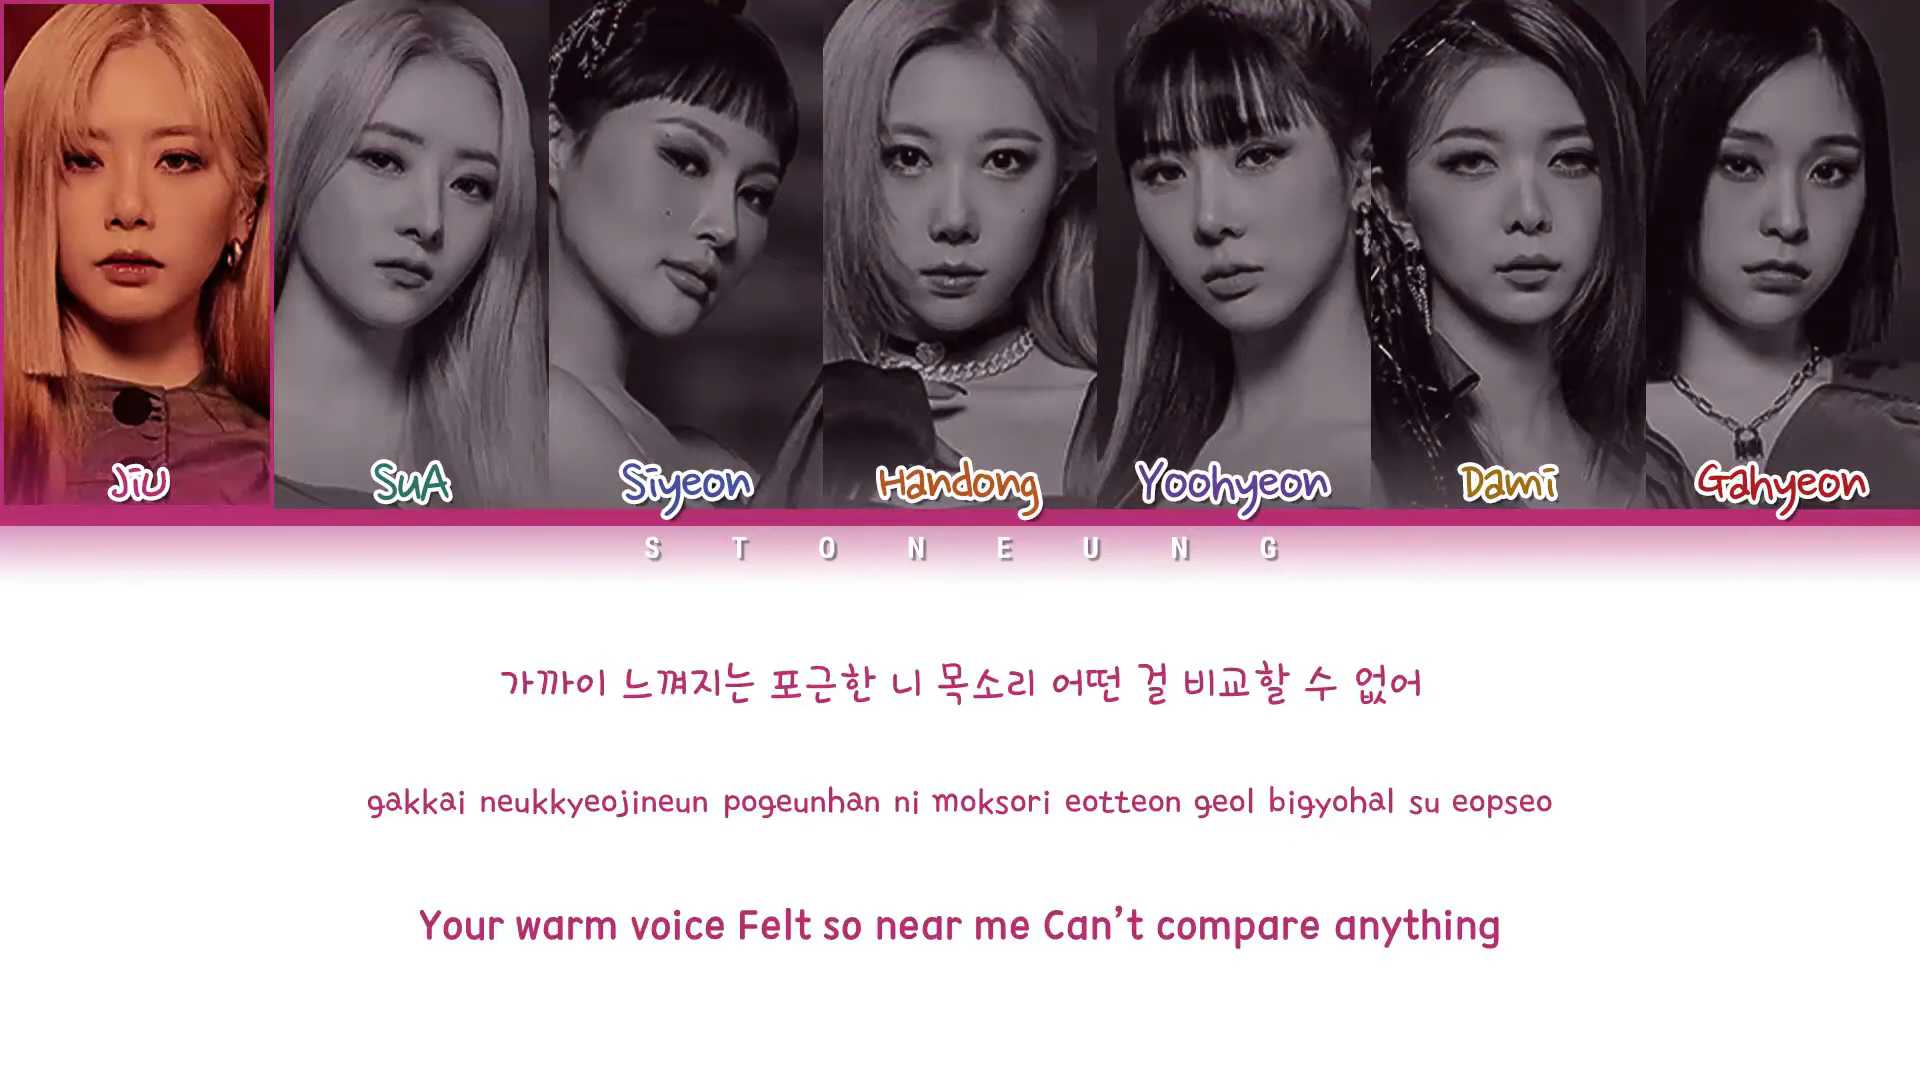 JiU SuA Siyeon Handong Yoohyeon Dami Gahyeon
STONEUNG
가까이 느껴지는 포근한 니 목소리 어떤 걸 비교할 수 없어
gakkai neukkyeojineun pogeunhan ni moksori eotteon geol bigyohal su eopseo
Your warm voice Felt so near me Can't compare anything